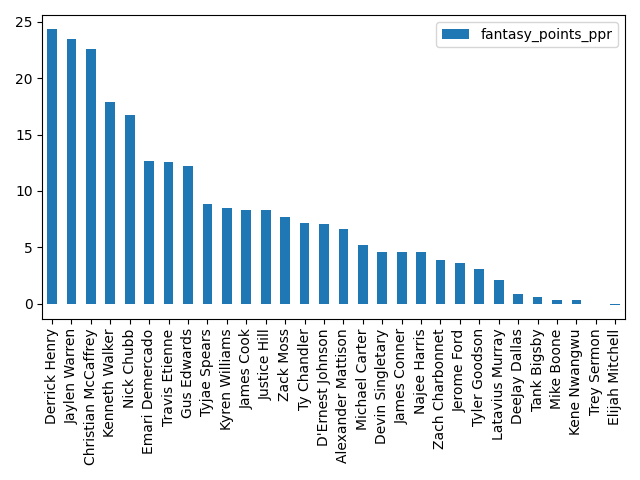 fantasy_points_ppr
25
20
15
10
5
0
Derrick Henry
Jaylen Warren
Christian McCaffrey
Kenneth Walker
Nick Chubb
Emari Demercado
Travis Etienne
Gus Edwards
Tyjae Spears
Kyren Williams
James Cook
Justice Hill
Zack Moss
Ty Chandler
D'Ernest Johnson
Alexander Mattison
Michael Carter
Devin Singletary
James Conner
Najee Harris
Zach Charbonnet
Jerome Ford
Tyler Goodson
Latavius Murray
DeeJay Dallas
Tank Bigsby
Mike Boone
Kene Nwangwu
Trey Sermon
Elijah Mitchell